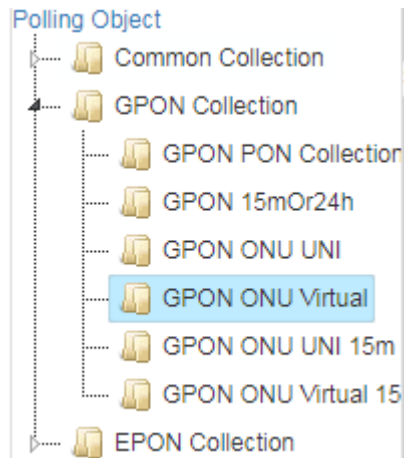 Polling Object
Common Collection
GPON Collection
GPON PON Collection
GPON 15mOr24h
GPON ONU UNI
GPON ONU Virtual
GPON ONU UNI 15m
GPON ONU Virtual 15
EPON Collection